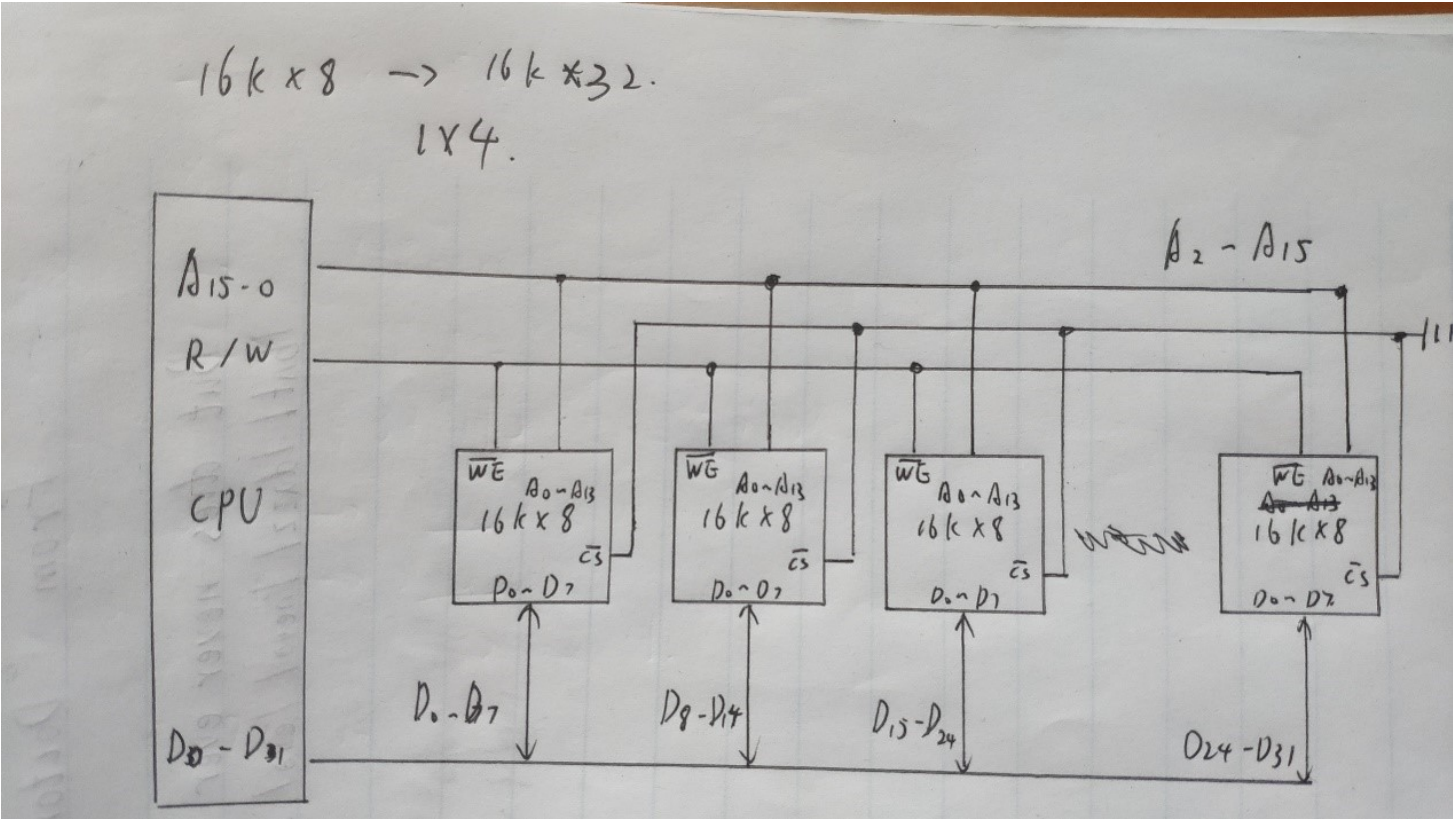 16k × 8 → 16k *32.
1×4.
A2 - A15
A15-0
R/W
CPU
D0 - D31
WE
A0~A13
16k × 8
CS
D0~D7
WE
A0~A13
16k × 8
CS
D0~D7
WE
A0~A13
16k × 8
CS
D0~D7
WE A0~A13
16k × 8
CS
D0~D7
D0~D7
D8-D14
D15-D24
D24-D31